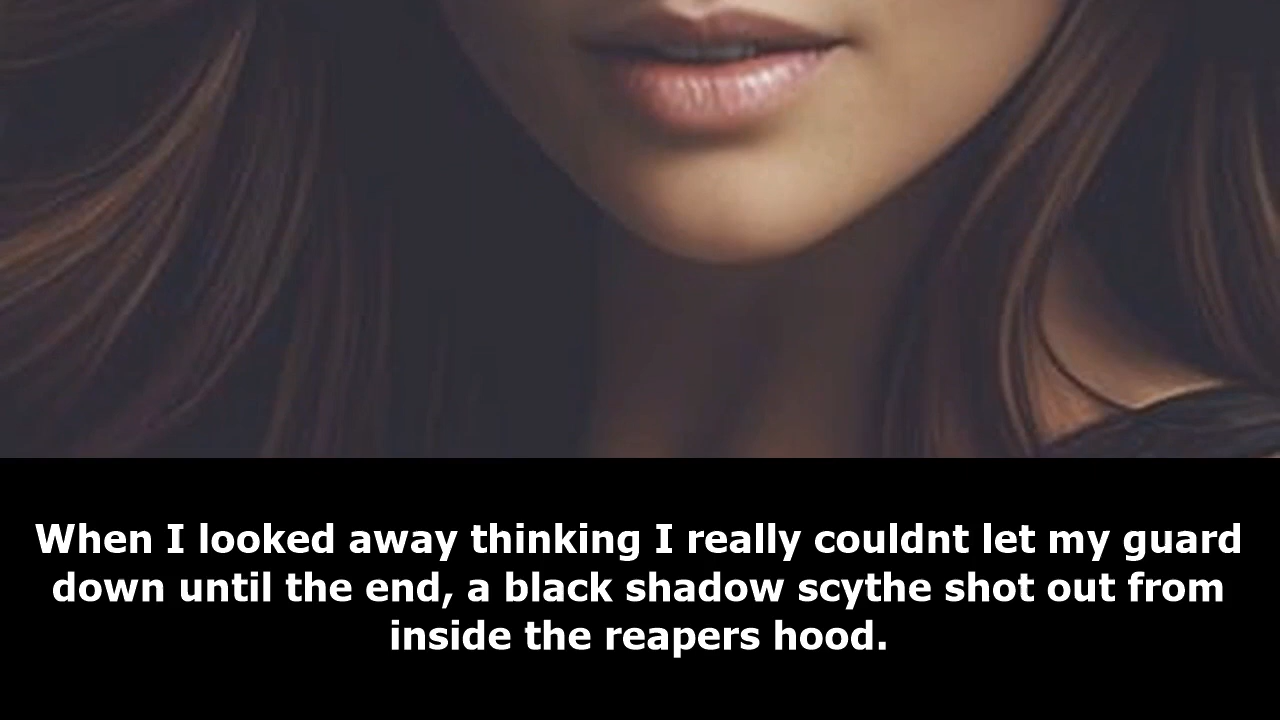 When I looked away thinking I really couldnt let my guard
down until the end, a black shadow scythe shot out from
inside the reapers hood.